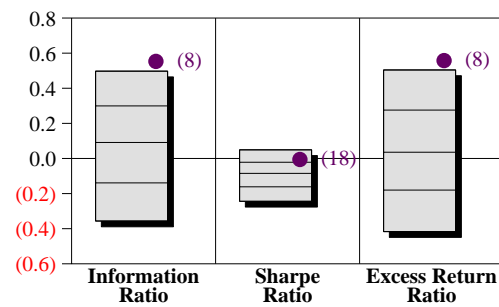 0.8
0.6
(8)
(8)
0.4
0.2
0.0
(18)
(0.2)
(0.4)
(0.6)
Information
Ratio
Sharpe
Ratio
Excess Return
Ratio